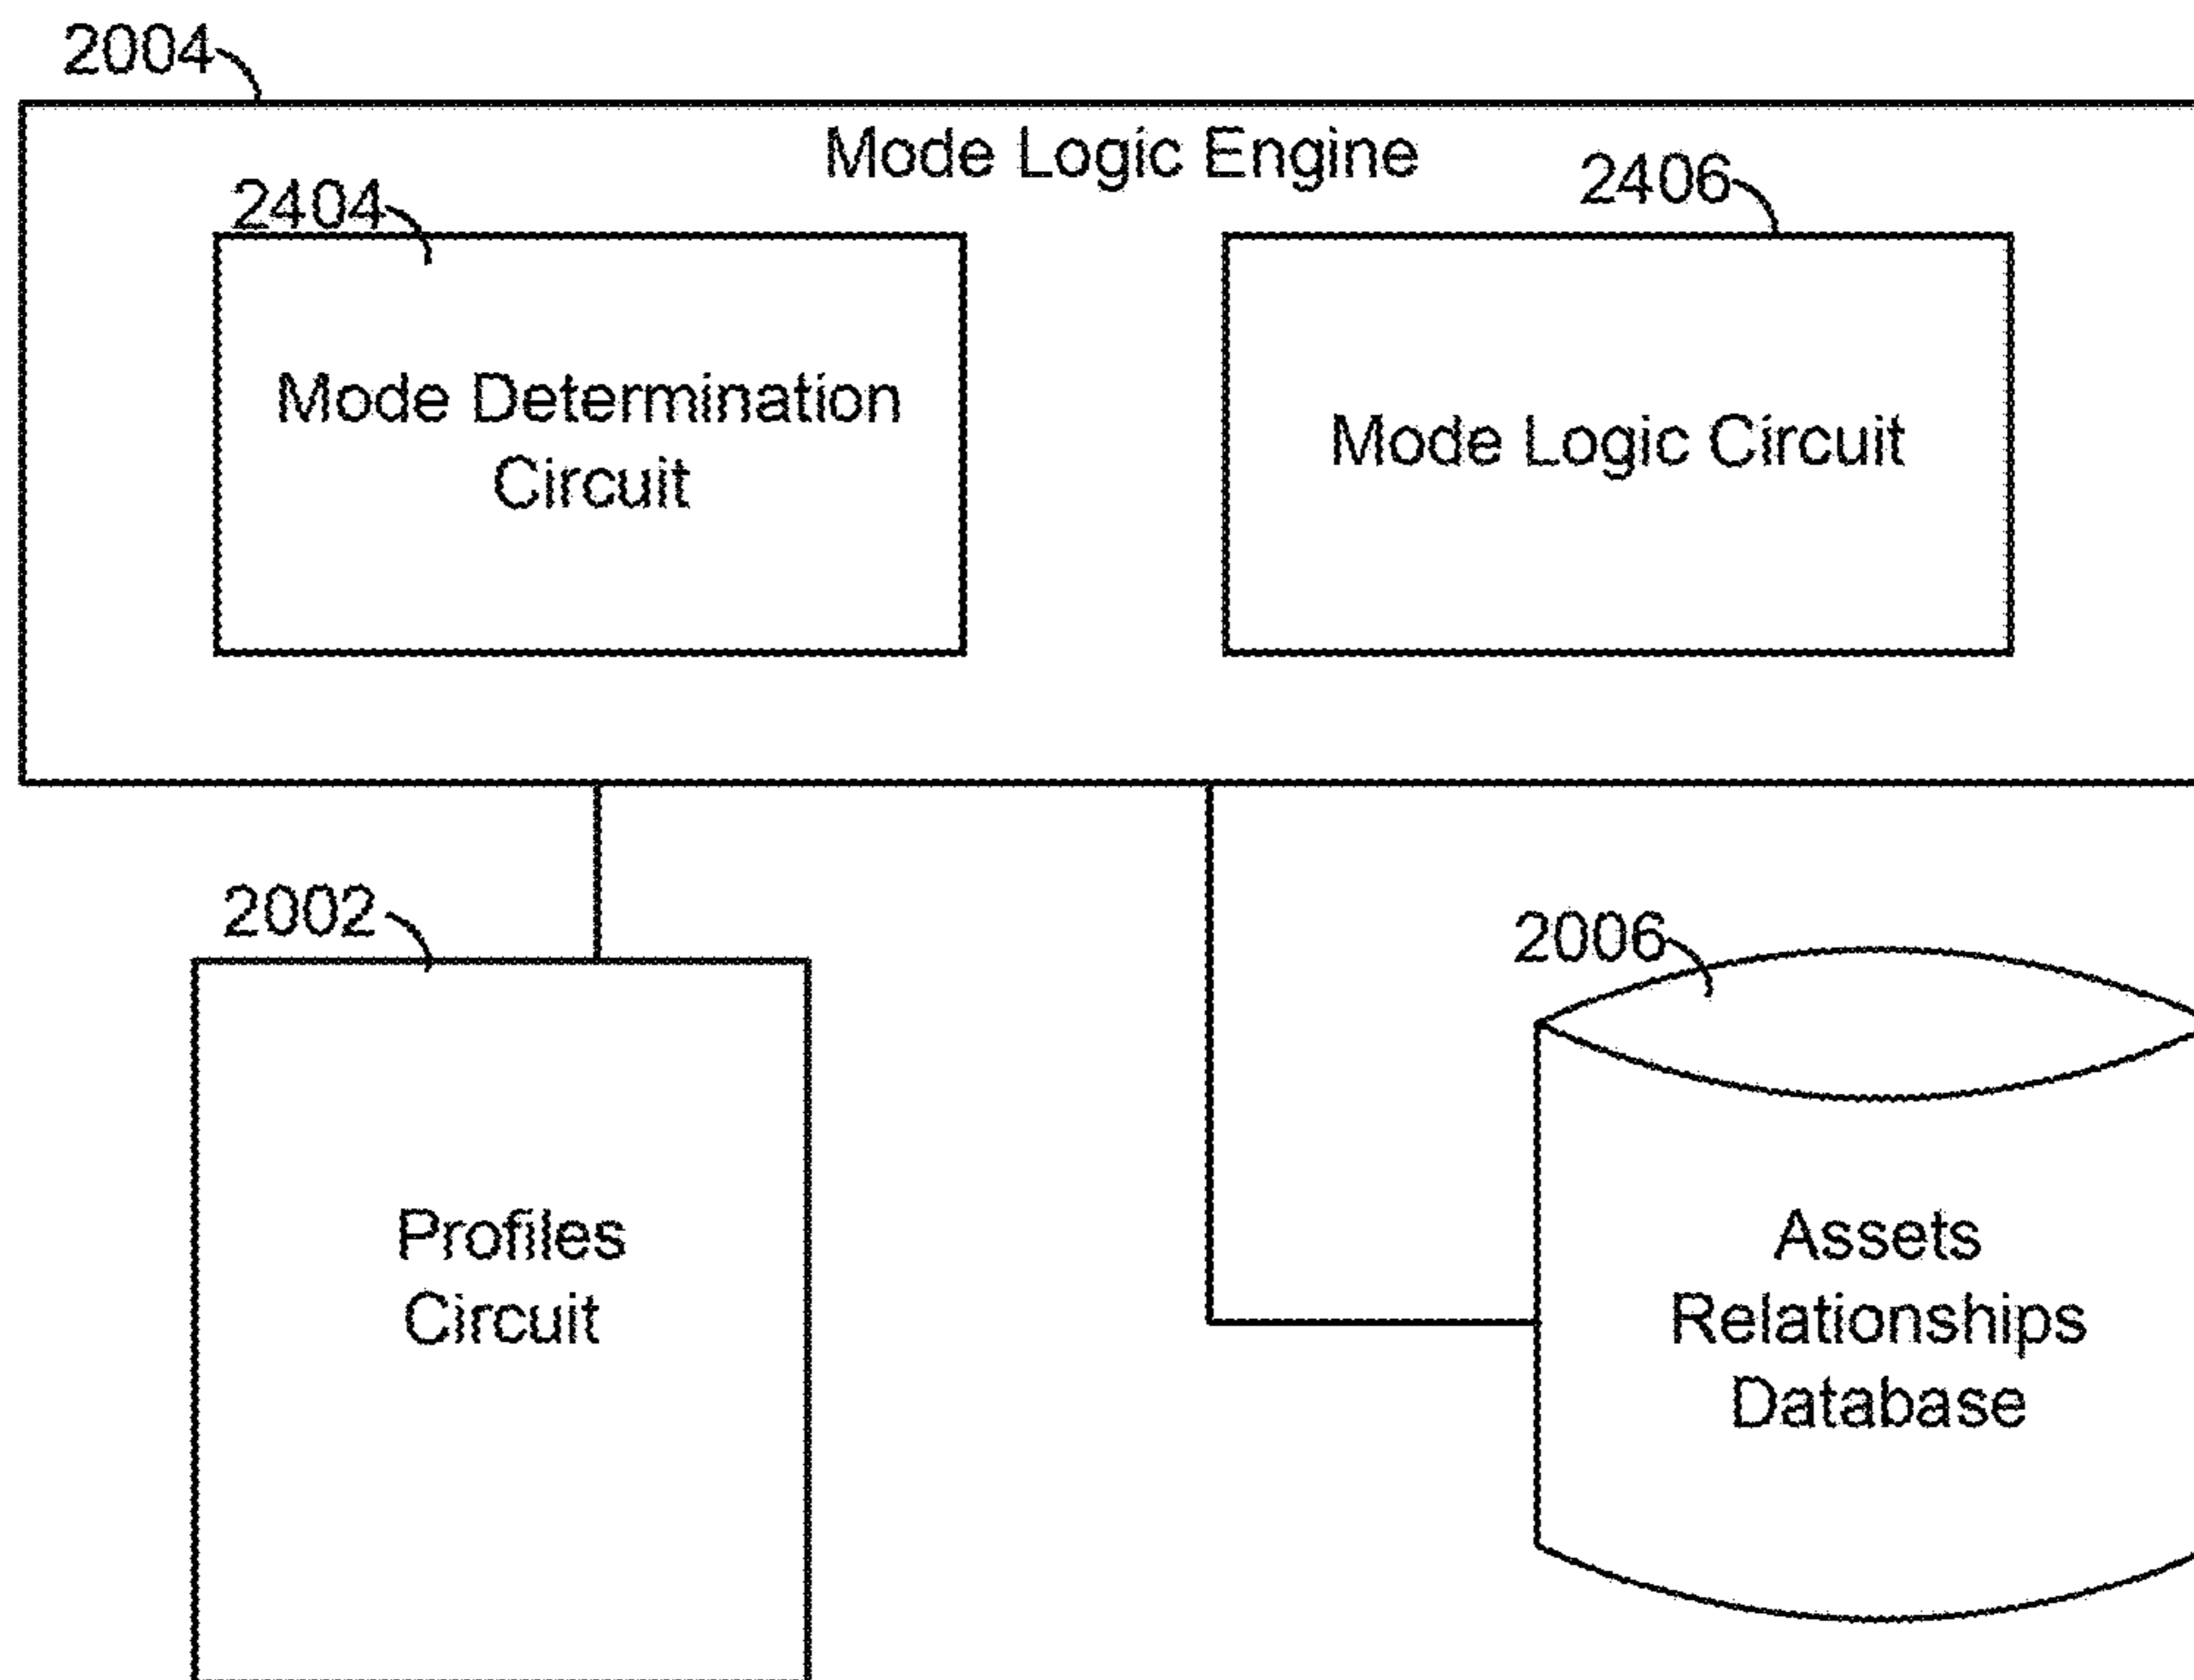 2004
Mode Logic Engine
2404
2406
Mode Determination
Circuit
Mode Logic Circuit
2002
2006
Profiles
Circuit
Assets
Relationships
Database